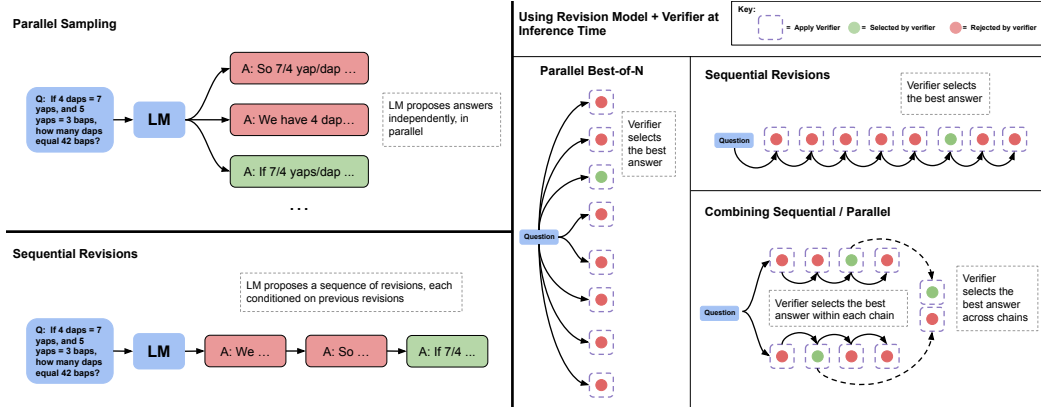 Parallel Sampling
Q: If 4 daps = 7
yaps, and 5
yaps = 3 baps,
how many daps
equal 42 baps?
LM
A: So 7/4 yap/dap ...
A: We have 4 dap...
A: If 7/4 yaps/dap ...
...
LM proposes answers
independently, in
parallel
Sequential Revisions
LM proposes a sequence of revisions, each
conditioned on previous revisions
Q: If 4 daps = 7
yaps, and 5
yaps = 3 baps,
how many daps
equal 42 baps?
LM
A: We ...
A: So ...
A: If 7/4 ...
Using Revision Model + Verifier at
Inference Time
Key:
= Apply Verifier
= Selected by verifier
= Rejected by verifier
Parallel Best-of-N
Verifier
selects
the best
answer
Question
Sequential Revisions
Verifier selects
the best answer
Question
Combining Sequential / Parallel
Question
Verifier selects the best
answer within each chain
Verifier
selects the
best answer
across chains